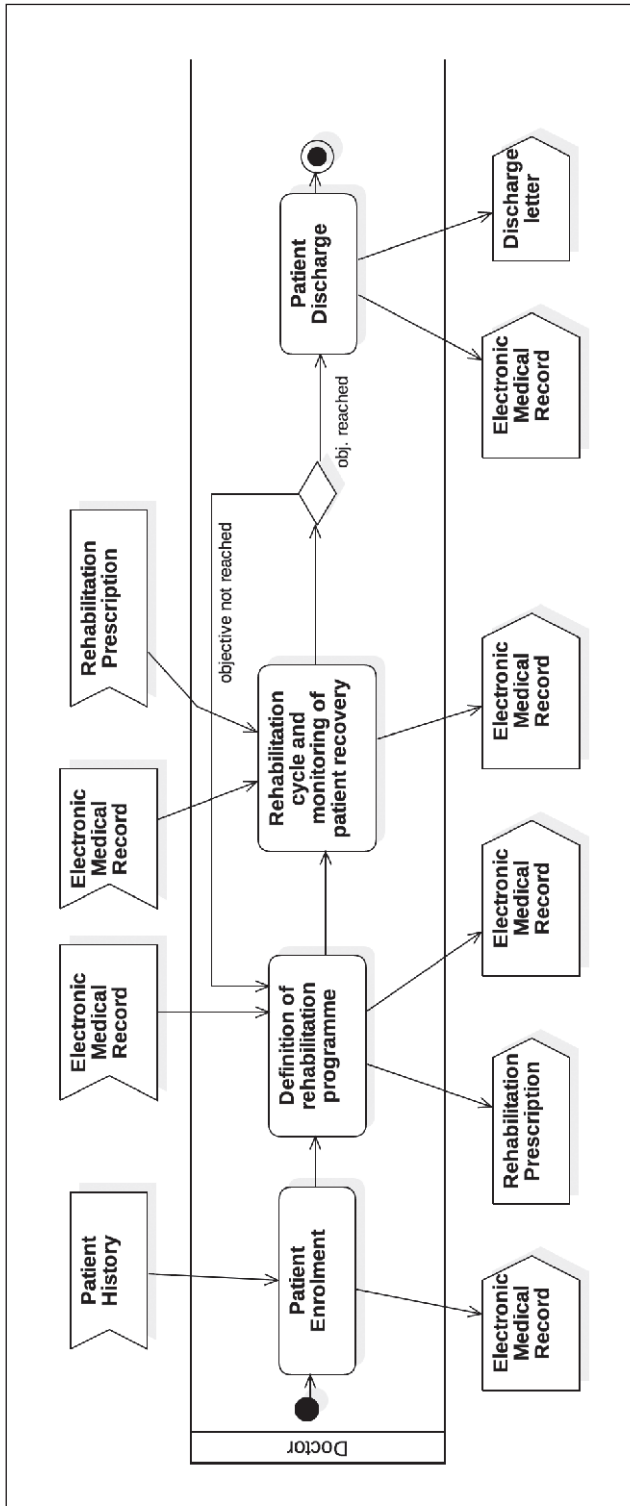 Patient
History
Electronic
Medical
Record
Electronic
Medical
Record
Rehabilitation
Prescription
Doctor
Patient
Enrolment
Definition of
rehabilitation
programme
Rehabilitation
cycle and
monitoring of
patient recovery
objective not reached
obj. reached
Patient
Discharge
Electronic
Medical
Record
Rehabilitation
Prescription
Electronic
Medical
Record
Electronic
Medical
Record
Electronic
Medical
Record
Discharge
letter